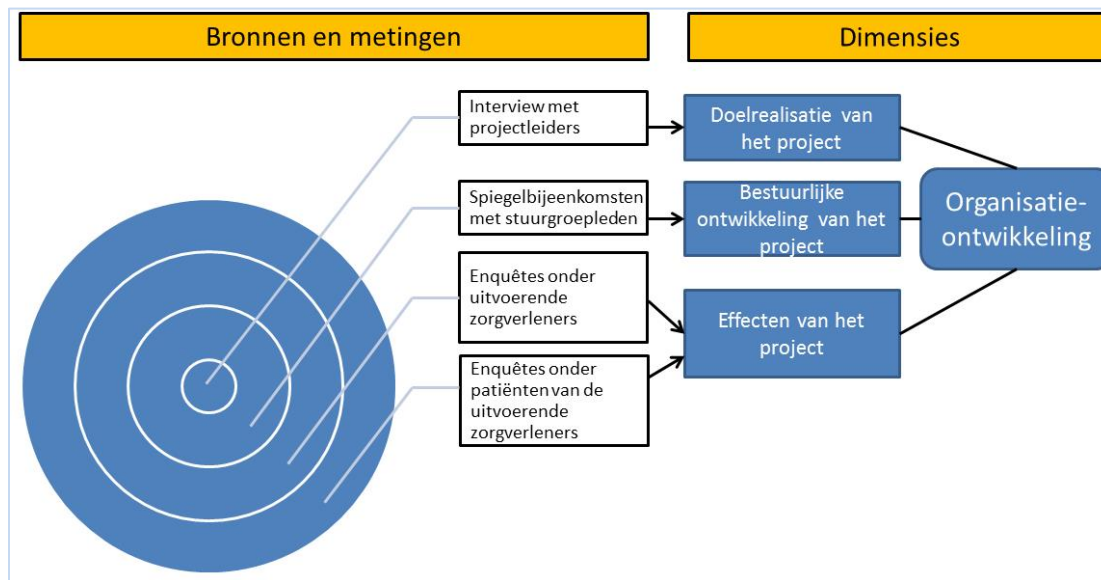 Bronnen en metingen
Dimensies
Interview met
projectleiders
Doelrealisatie van
het project
Spiegelbijeenkomsten
met stuurgroepleden
Bestuurlijke
ontwikkeling van het
project
Organisatie-
ontwikkeling
Enquêtes onder
uitvoerende
zorgverleners
Effecten van het
project
Enquêtes onder
patiënten van de
uitvoerende
zorgverleners